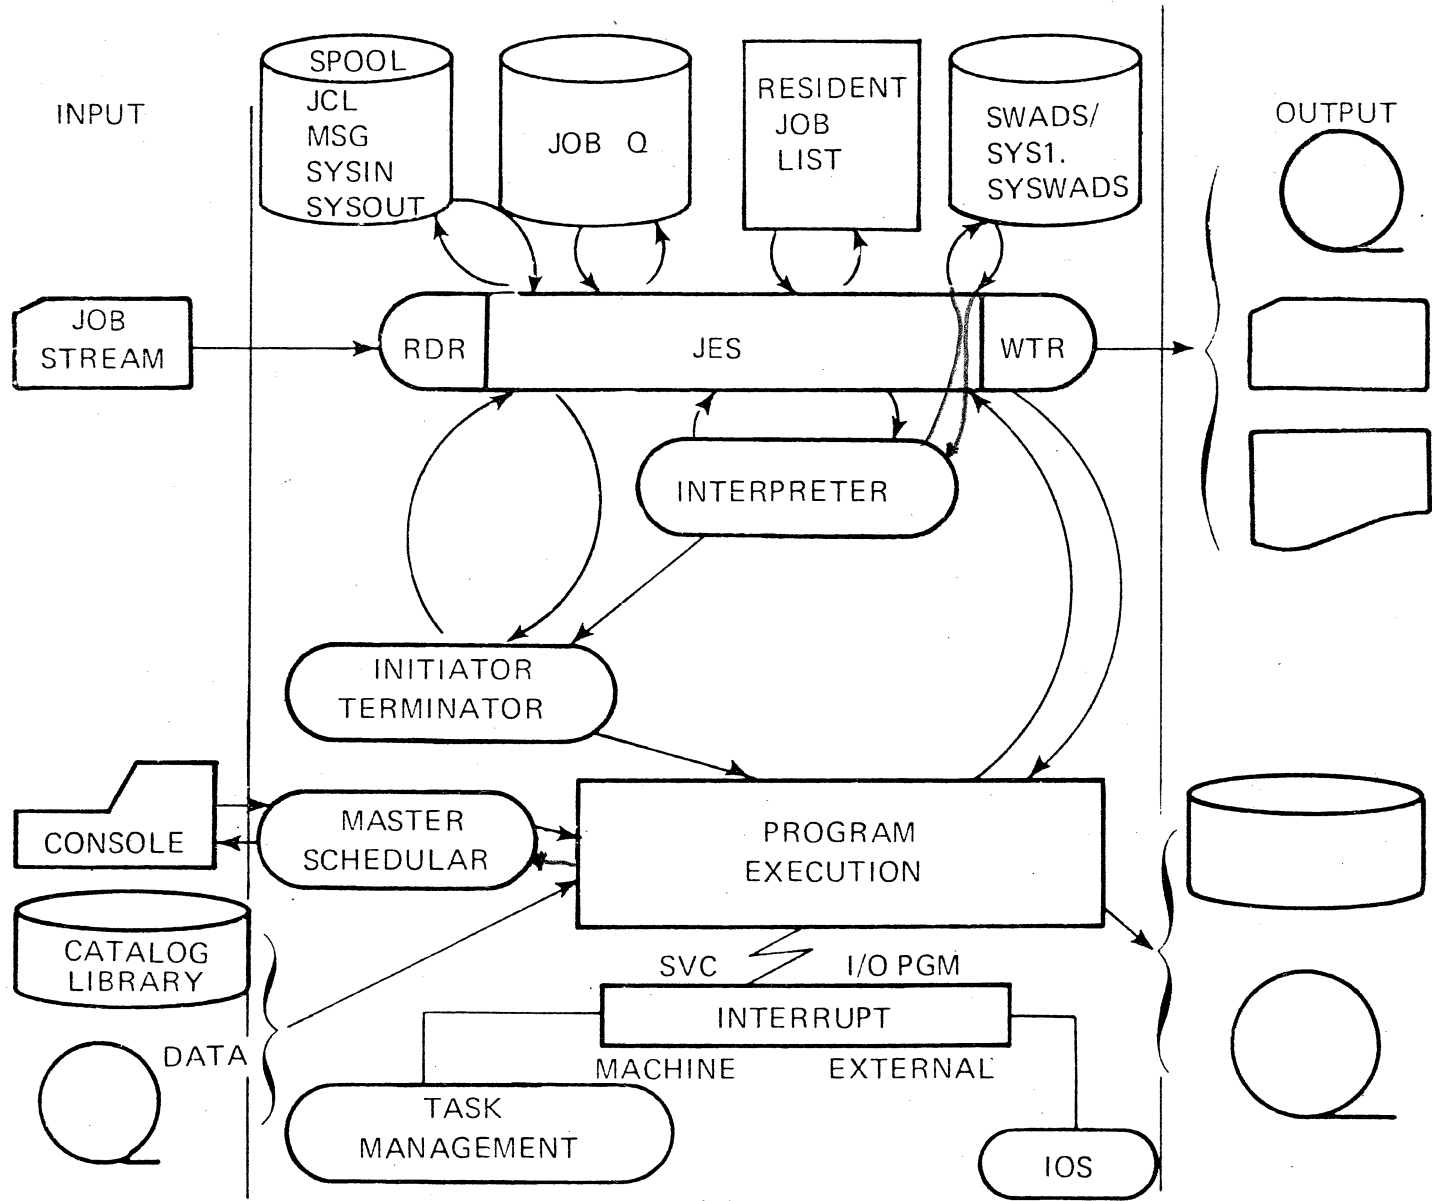 INPUT
SPOOL
JCL
MSG
SYSIN
SYSOUT
JOB Q
RESIDENT
JOB
LIST
SWADS/
SYS1.
SYSWADS
OUTPUT
JOB
STREAM
RDR
JES
WTR
INTERPRETER
INITIATOR
TERMINATOR
CONSOLE
MASTER
SCHEDULAR
PROGRAM
EXECUTION
CATALOG
LIBRARY
SVC
I/O PGM
INTERRUPT
DATA
MACHINE
EXTERNAL
TASK
MANAGEMENT
IOS